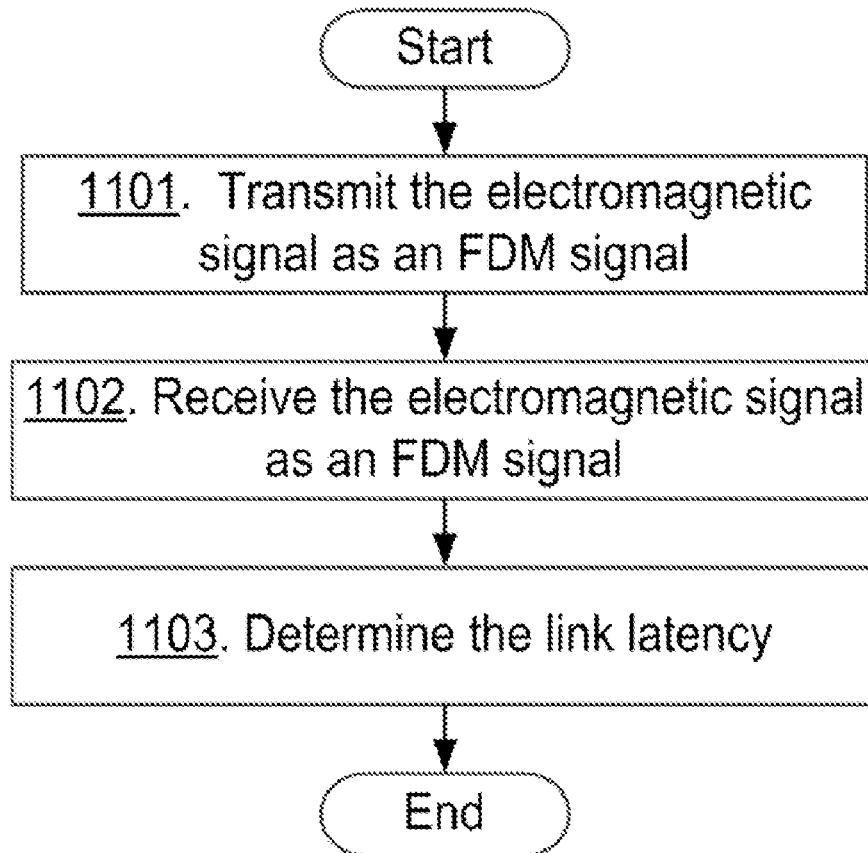 Start
1101. Transmit the electromagnetic
signal as an FDM signal
1102. Receive the electromagnetic signal
as an FDM signal
1103. Determine the link latency
End